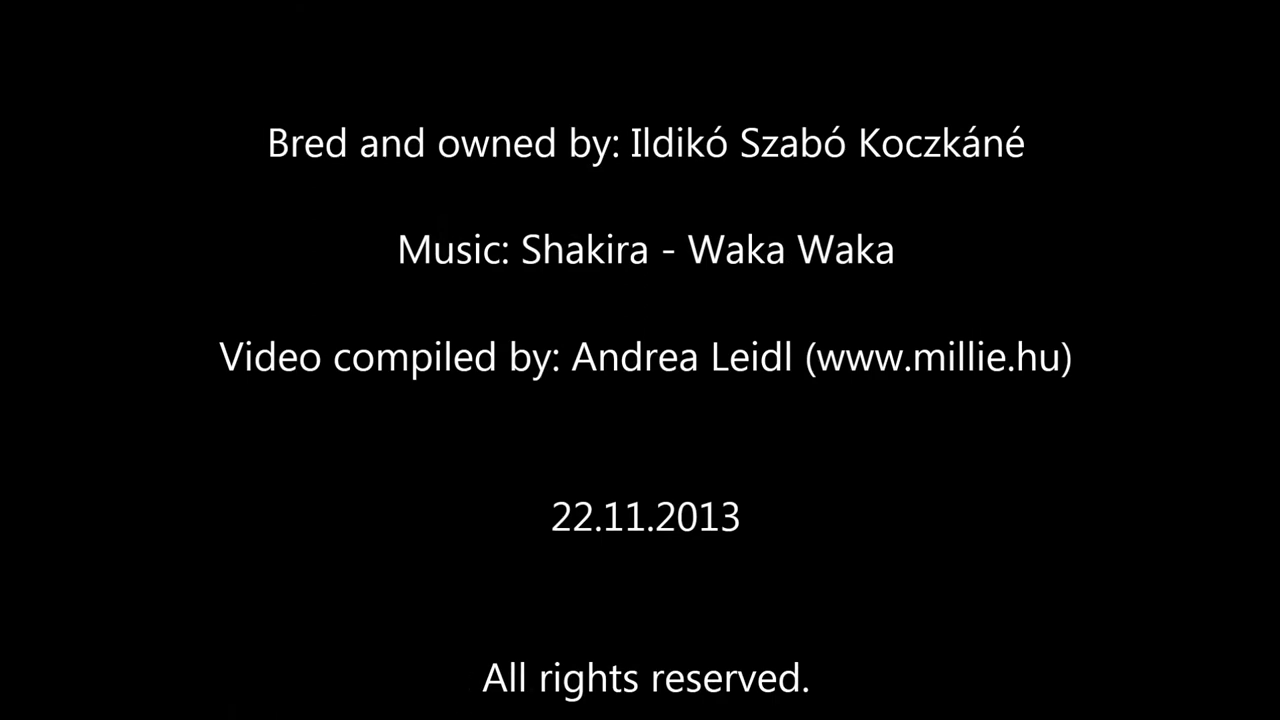 Bred and owned by: Ildikó Szabó Koczkáné
Music: Shakira - Waka Waka
Video compiled by: Andrea Leidl (www.millie.hu)
22.11.2013
All rights reserved.